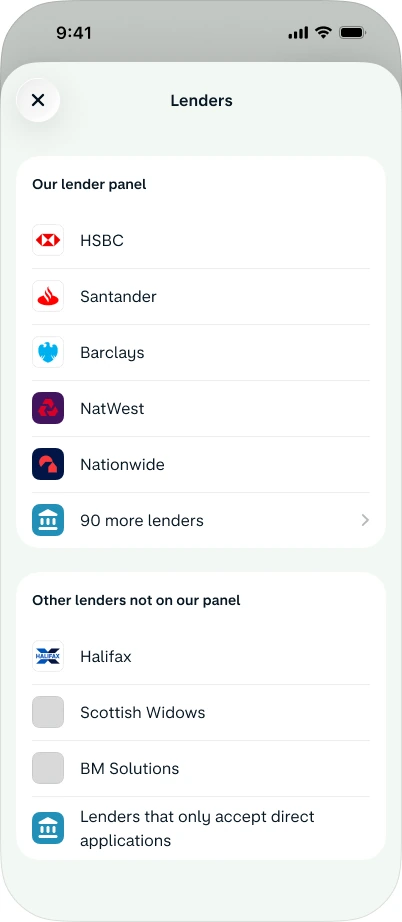 9:41
Lenders
Our lender panel
HSBC
Santander
Barclays
NatWest
Nationwide
90 more lenders
Other lenders not on our panel
HALIFAX
Halifax
Scottish Widows
BM Solutions
Lenders that only accept direct
applications